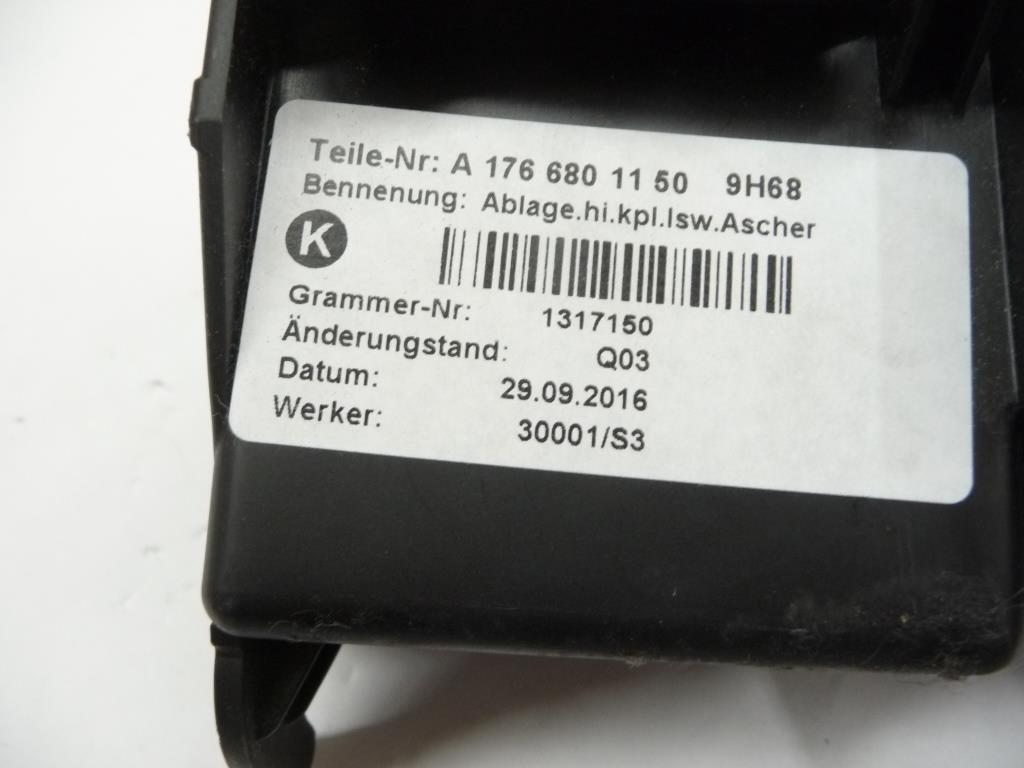 Teile-Nr: A 176 680 11 50 9H68
Bennenung: Ablage.hi.kpl.lsw.Ascher
K
Grammer-Nr: 1317150
Änderungstand: Q03
Datum: 29.09.2016
Werker: 30001/S3